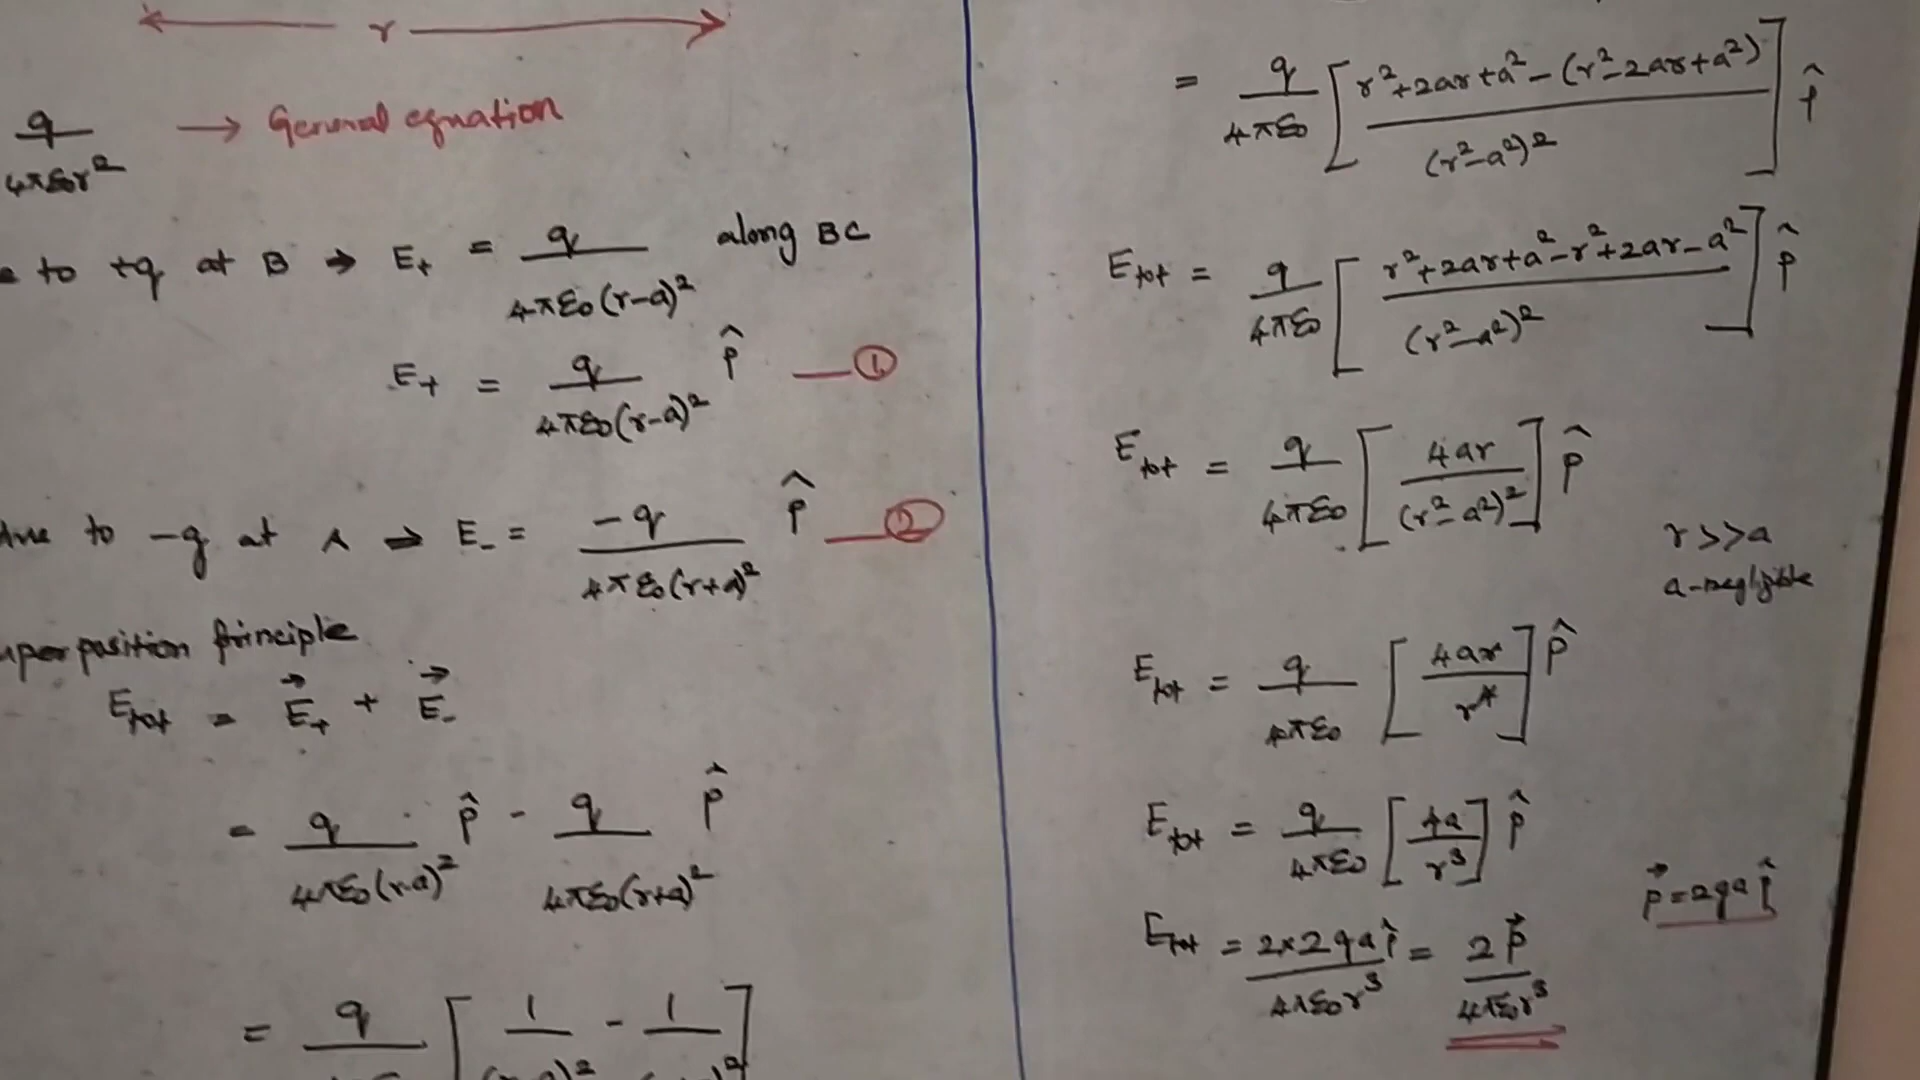 r
q/4πε₀r² → General equation
to +q at B ⇒ E₊ = q/4πε₀(r-a)² along BC
E₊ = q/4πε₀(r-a)² p̂ — ①
to -q at A ⇒ E₋ = -q/4πε₀(r+a)² p̂ — ②
principle
E_tot = E⃗₊ + E⃗₋
= q/4πε₀(r-a)² p̂ - q/4πε₀(r+a)² p̂
= q [1 - 1]
= q/4πε₀ [r²+2ar+a²-(r²-2ar+a²)/(r²-a²)²] p̂
E_tot = q/4πε₀ [r²+2ar+a²-r²+2ar-a²/(r²-a²)²] p̂
E_tot = q/4πε₀ [4ar/(r²-a²)²] p̂
r>>a
a-negligible
E_tot = q/4πε₀ [4ar/r⁴] p̂
E_tot = q/4πε₀ [4a/r³] p̂
p⃗ = 2qa p̂
E_tot = 2×2qa p̂/4πε₀r³ = 2p⃗/4πε₀r³